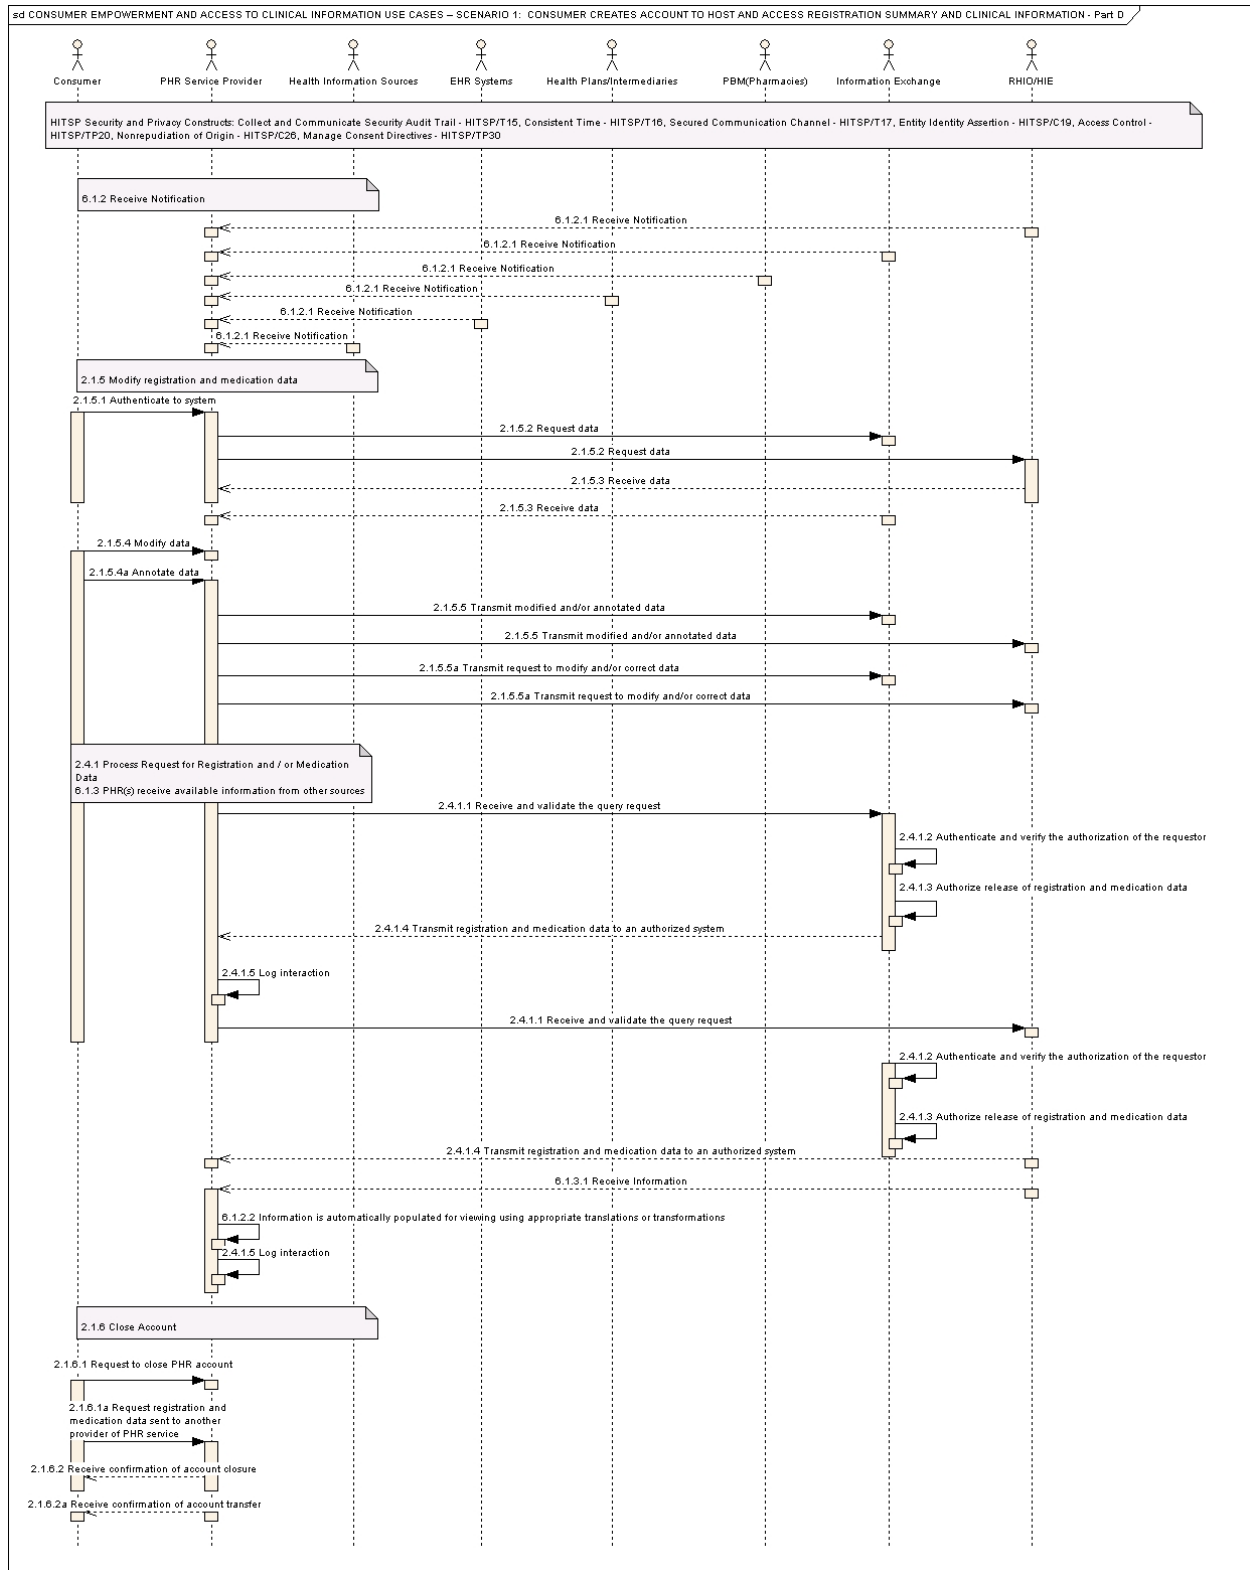 sd CONSUMER EMPOWERMENT AND ACCESS TO CLINICAL INFORMATION USE CASES – SCENARIO 1:  CONSUMER CREATES ACCOUNT TO HOST AND ACCESS REGISTRATION SUMMARY AND CLINICAL INFORMATION - Part D
Consumer
PHR Service Provider
Health Information Sources
EHR Systems
Health Plans/Intermediaries
PBM(Pharmacies)
Information Exchange
RHIO/HIE
HITSP Security and Privacy Constructs: Collect and Communicate Security Audit Trail - HITSP/T15, Consistent Time - HITSP/T16, Secured Communication Channel - HITSP/T17, Entity Identity Assertion - HITSP/C19, Access Control -
HITSP/TP20, Nonrepudiation of Origin - HITSP/C26, Manage Consent Directives - HITSP/TP30
6.1.2 Receive Notification
6.1.2.1 Receive Notification
6.1.2.1 Receive Notification
6.1.2.1 Receive Notification
6.1.2.1 Receive Notification
6.1.2.1 Receive Notification
6.1.2.1 Receive Notification
2.1.5 Modify registration and medication data
2.1.5.1 Authenticate to system
2.1.5.2 Request data
2.1.5.2 Request data
2.1.5.3 Receive data
2.1.5.3 Receive data
2.1.5.4 Modify data
2.1.5.4a Annotate data
2.1.5.5 Transmit modified and/or annotated data
2.1.5.5 Transmit modified and/or annotated data
2.1.5.5a Transmit request to modify and/or correct data
2.1.5.5a Transmit request to modify and/or correct data
2.4.1 Process Request for Registration and / or Medication
Data
6.1.3 PHR(s) receive available information from other sources
2.4.1.1 Receive and validate the query request
2.4.1.2 Authenticate and verify the authorization of the requestor
2.4.1.3 Authorize release of registration and medication data
2.4.1.4 Transmit registration and medication data to an authorized system
2.4.1.5 Log interaction
2.4.1.1 Receive and validate the query request
2.4.1.2 Authenticate and verify the authorization of the requestor
2.4.1.3 Authorize release of registration and medication data
2.4.1.4 Transmit registration and medication data to an authorized system
6.1.3.1 Receive Information
6.1.2.2 Information is automatically populated for viewing using appropriate translations or transformations
2.4.1.5 Log interaction
2.1.6 Close Account
2.1.6.1 Request to close PHR account
2.1.6.1a Request registration and
medication data sent to another
provider of PHR service
2.1.6.2 Receive confirmation of account closure
2.1.6.2a Receive confirmation of account transfer